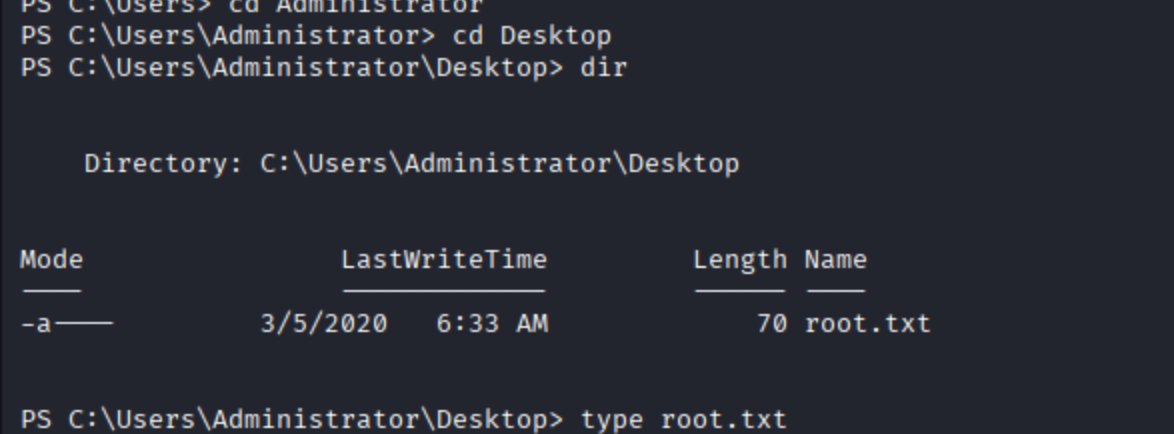 PS C:\Users> cd Administrator
PS C:\Users\Administrator> cd Desktop
PS C:\Users\Administrator\Desktop> dir
Directory: C:\Users\Administrator\Desktop
Mode LastWriteTime Length Name
---- ------------- ------ ----
-a---- 3/5/2020 6:33 AM 70 root.txt
PS C:\Users\Administrator\Desktop> type root.txt